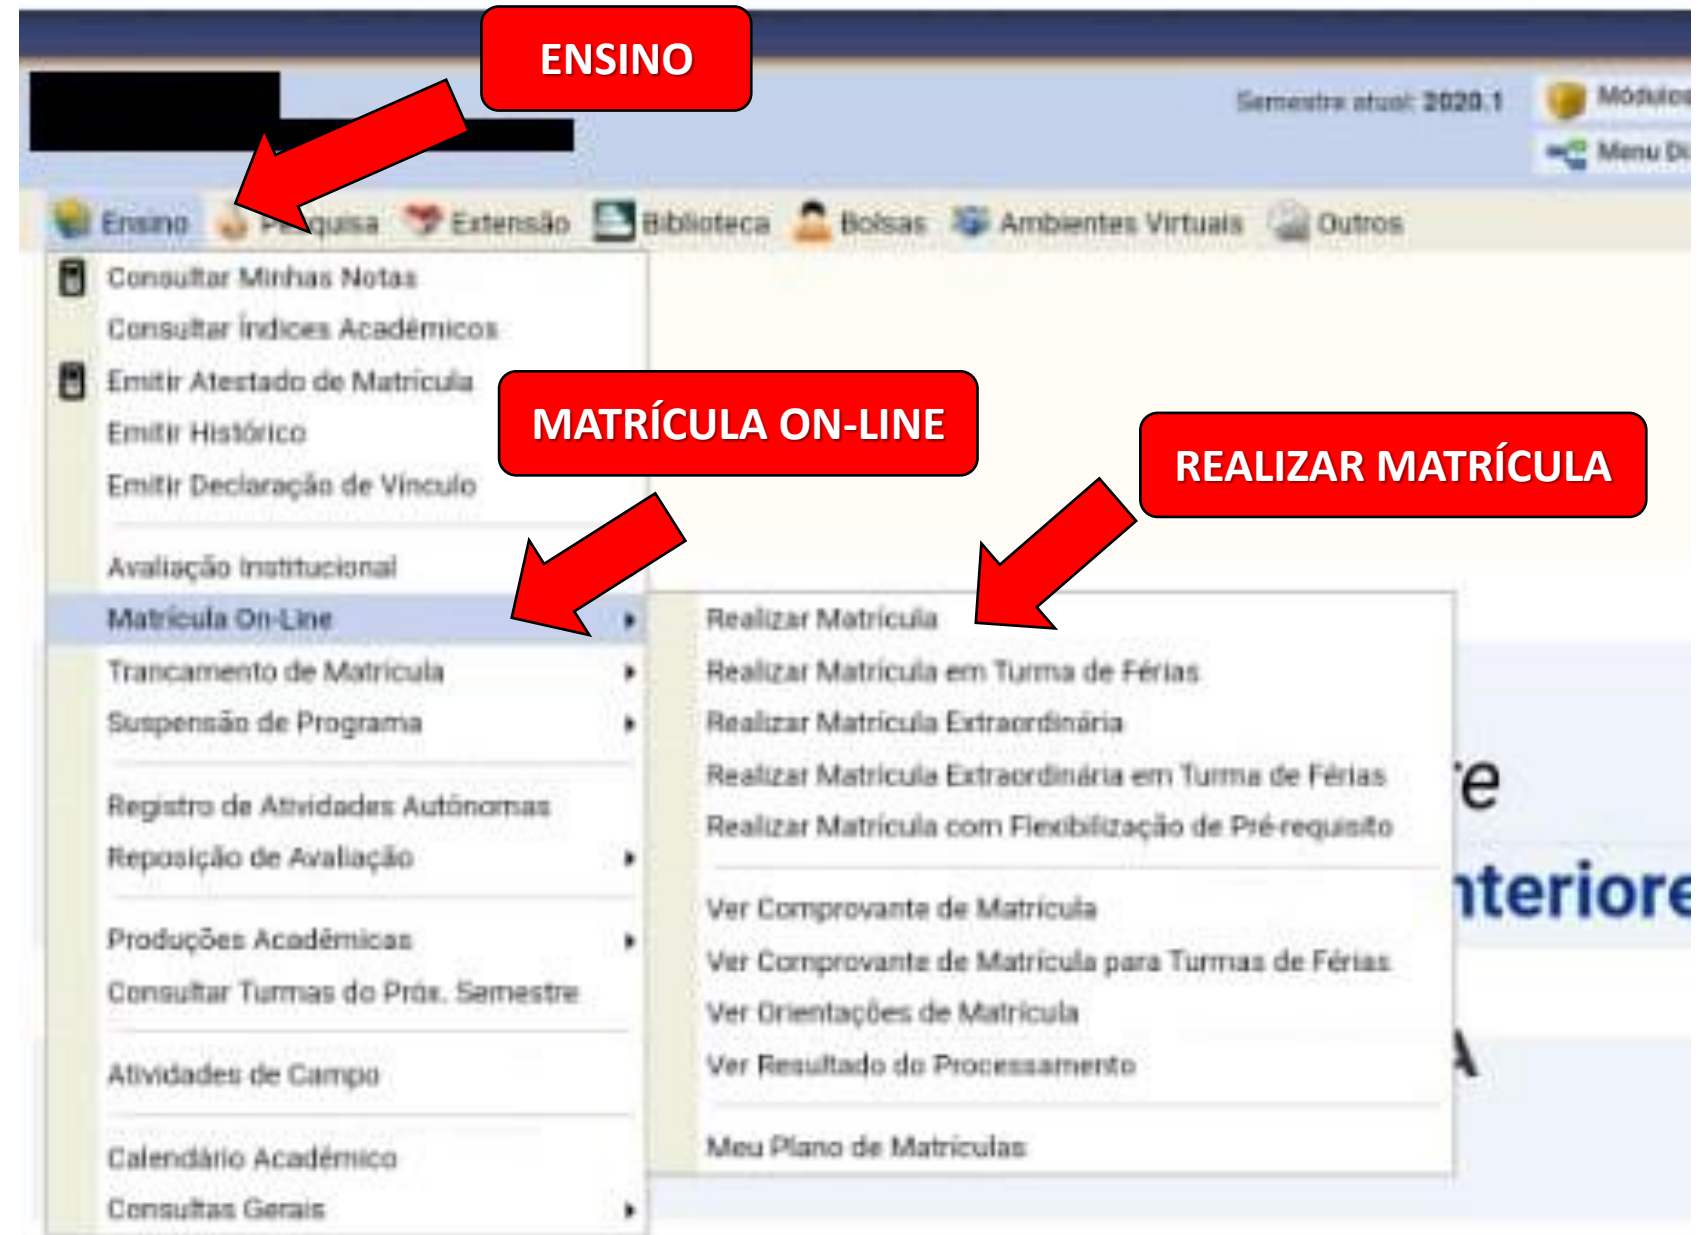 ENSINO
Semestre atual: 2020.1
Módulos
Menu Di
Ensino
Extensão
Biblioteca
Bolsas
Ambientes Virtuais
Outros
Consultar Minhas Notas
Consultar Índices Acadêmicos
Emitir Atestado de Matrícula
Emitir Histórico
Emitir Declaração de Vínculo
MATRÍCULA ON-LINE
REALIZAR MATRÍCULA
Avaliação Institucional
Matrícula On-Line
Trancamento de Matrícula
Suspensão de Programa
Registro de Atividades Autônomas
Reposição de Avaliação
Produções Acadêmicas
Consultar Turmas do Próx. Semestre
Atividades de Campo
Calendário Acadêmico
Consultas Gerais
Realizar Matrícula
Realizar Matrícula em Turma de Férias
Realizar Matrícula Extraordinária
Realizar Matrícula Extraordinária em Turma de Férias
Realizar Matrícula com Flexibilização de Pré-requisito
Ver Comprovante de Matrícula
Ver Comprovante de Matrícula para Turmas de Férias
Ver Orientações de Matrícula
Ver Resultado do Processamento
Meu Plano de Matrículas
re
nteriore
A